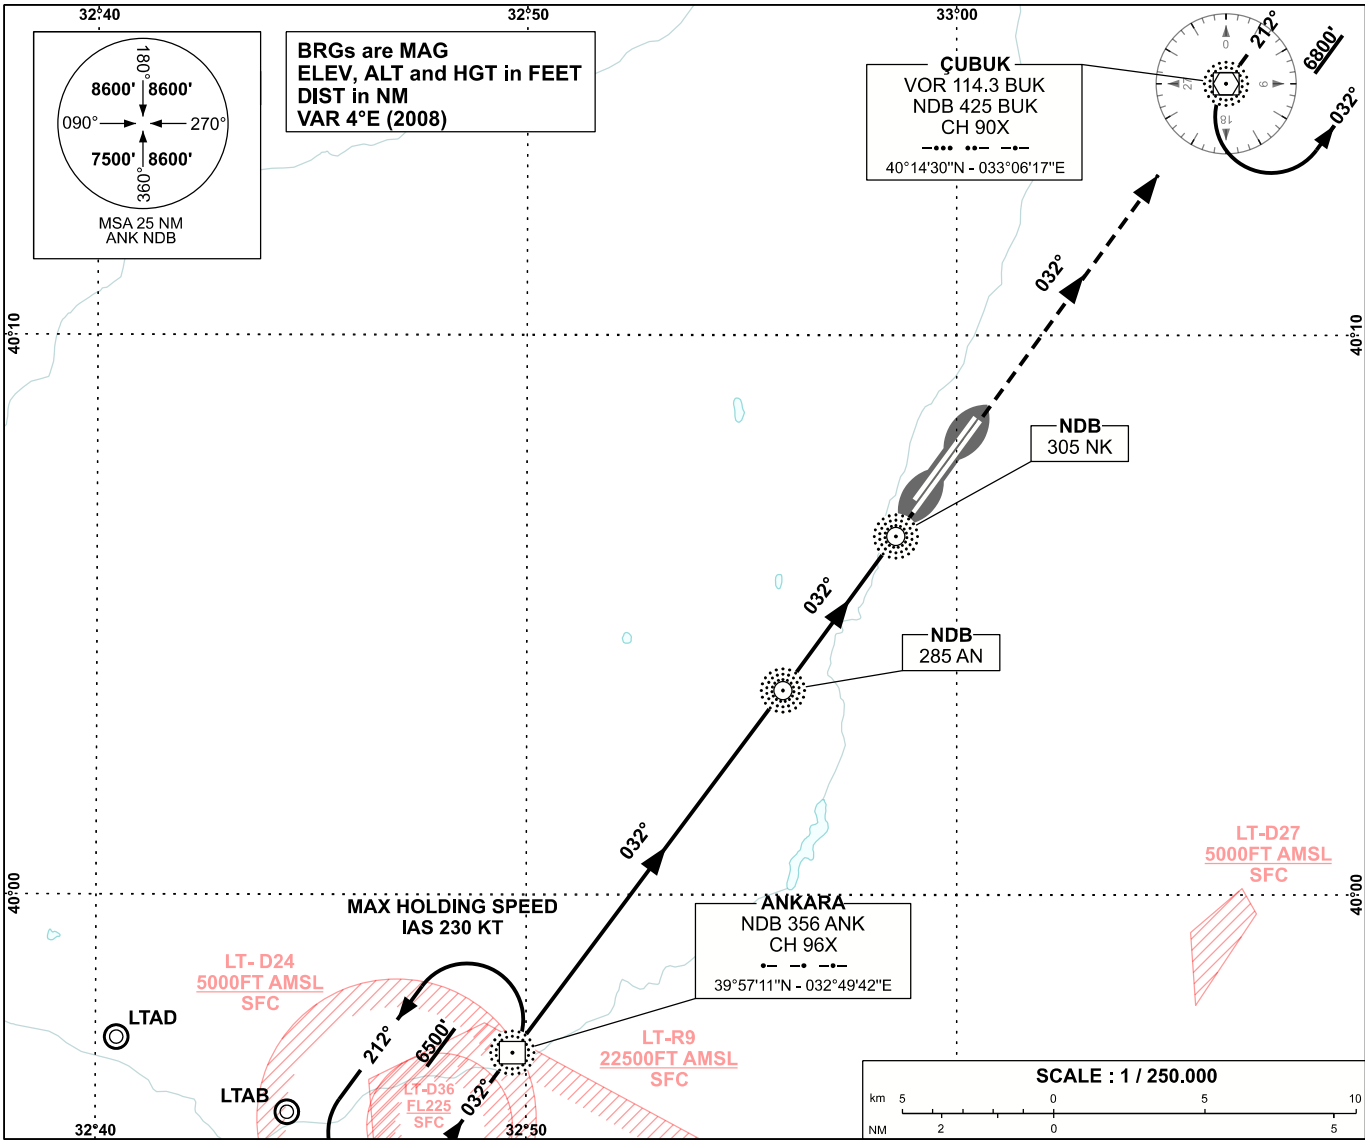 32°40
32°50
33°00
180°
8600'
8600'
090°
270°
7500'
8600'
360°
MSA 25 NM
ANK NDB
BRGs are MAG
ELEV, ALT and HGT in FEET
DIST in NM
VAR 4°E (2008)
ÇUBUK
VOR 114.3 BUK
NDB 425 BUK
CH 90X
40°14'30"N - 033°06'17"E
0
9
18
27
212°
6800'
032°
032°
40°10
40°10
NDB
305 NK
032°
NDB
285 AN
032°
40°00
40°00
LT-D27
5000FT AMSL
SFC
MAX HOLDING SPEED
IAS 230 KT
ANKARA
NDB 356 ANK
CH 96X
39°57'11"N - 032°49'42"E
LT- D24
5000FT AMSL
SFC
LTAD
212°
6500'
LT-R9
22500FT AMSL
SFC
LTAB
LT-D36
FL225
SFC
032°
SCALE : 1 / 250.000
km 5 0 5 10
NM 2 0 5
32°40
32°50